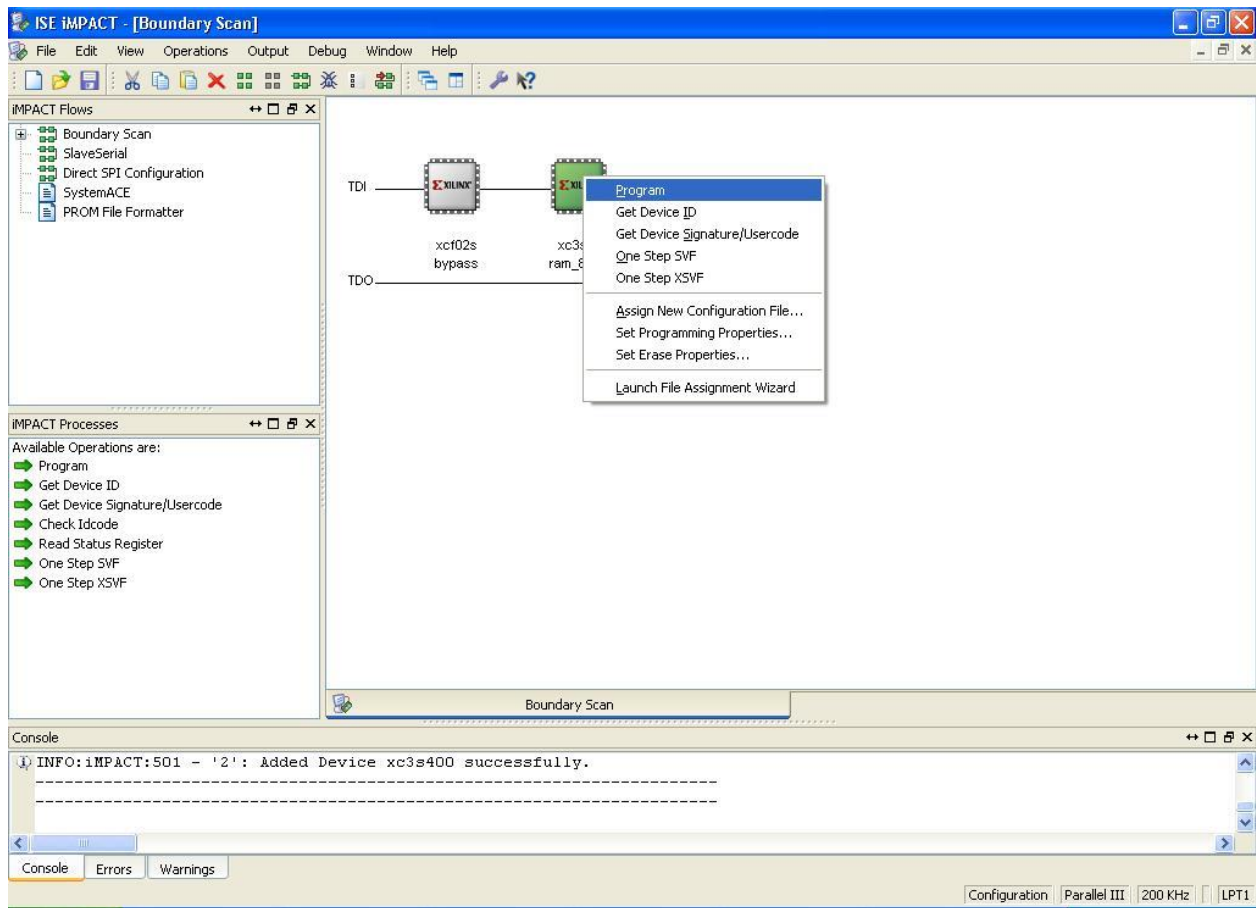 ISE iMPACT - [Boundary Scan]
File Edit View Operations Output Debug Window Help
iMPACT Flows
Boundary Scan
SlaveSerial
Direct SPI Configuration
SystemACE
PROM File Formatter
iMPACT Processes
Available Operations are:
Program
Get Device ID
Get Device Signature/Usercode
Check Idcode
Read Status Register
One Step SVF
One Step XSVF
TDI
XILINX
XIL
xcf02s
bypass
xc3s
ram_8
TDO
Program
Get Device ID
Get Device Signature/Usercode
One Step SVF
One Step XSVF
Assign New Configuration File...
Set Programming Properties...
Set Erase Properties...
Launch File Assignment Wizard
Boundary Scan
Console
INFO:iMPACT:501 - '2': Added Device xc3s400 successfully.
----------------------------------------------------------------------
----------------------------------------------------------------------
Console Errors Warnings
Configuration Parallel III 200 KHz LPT1